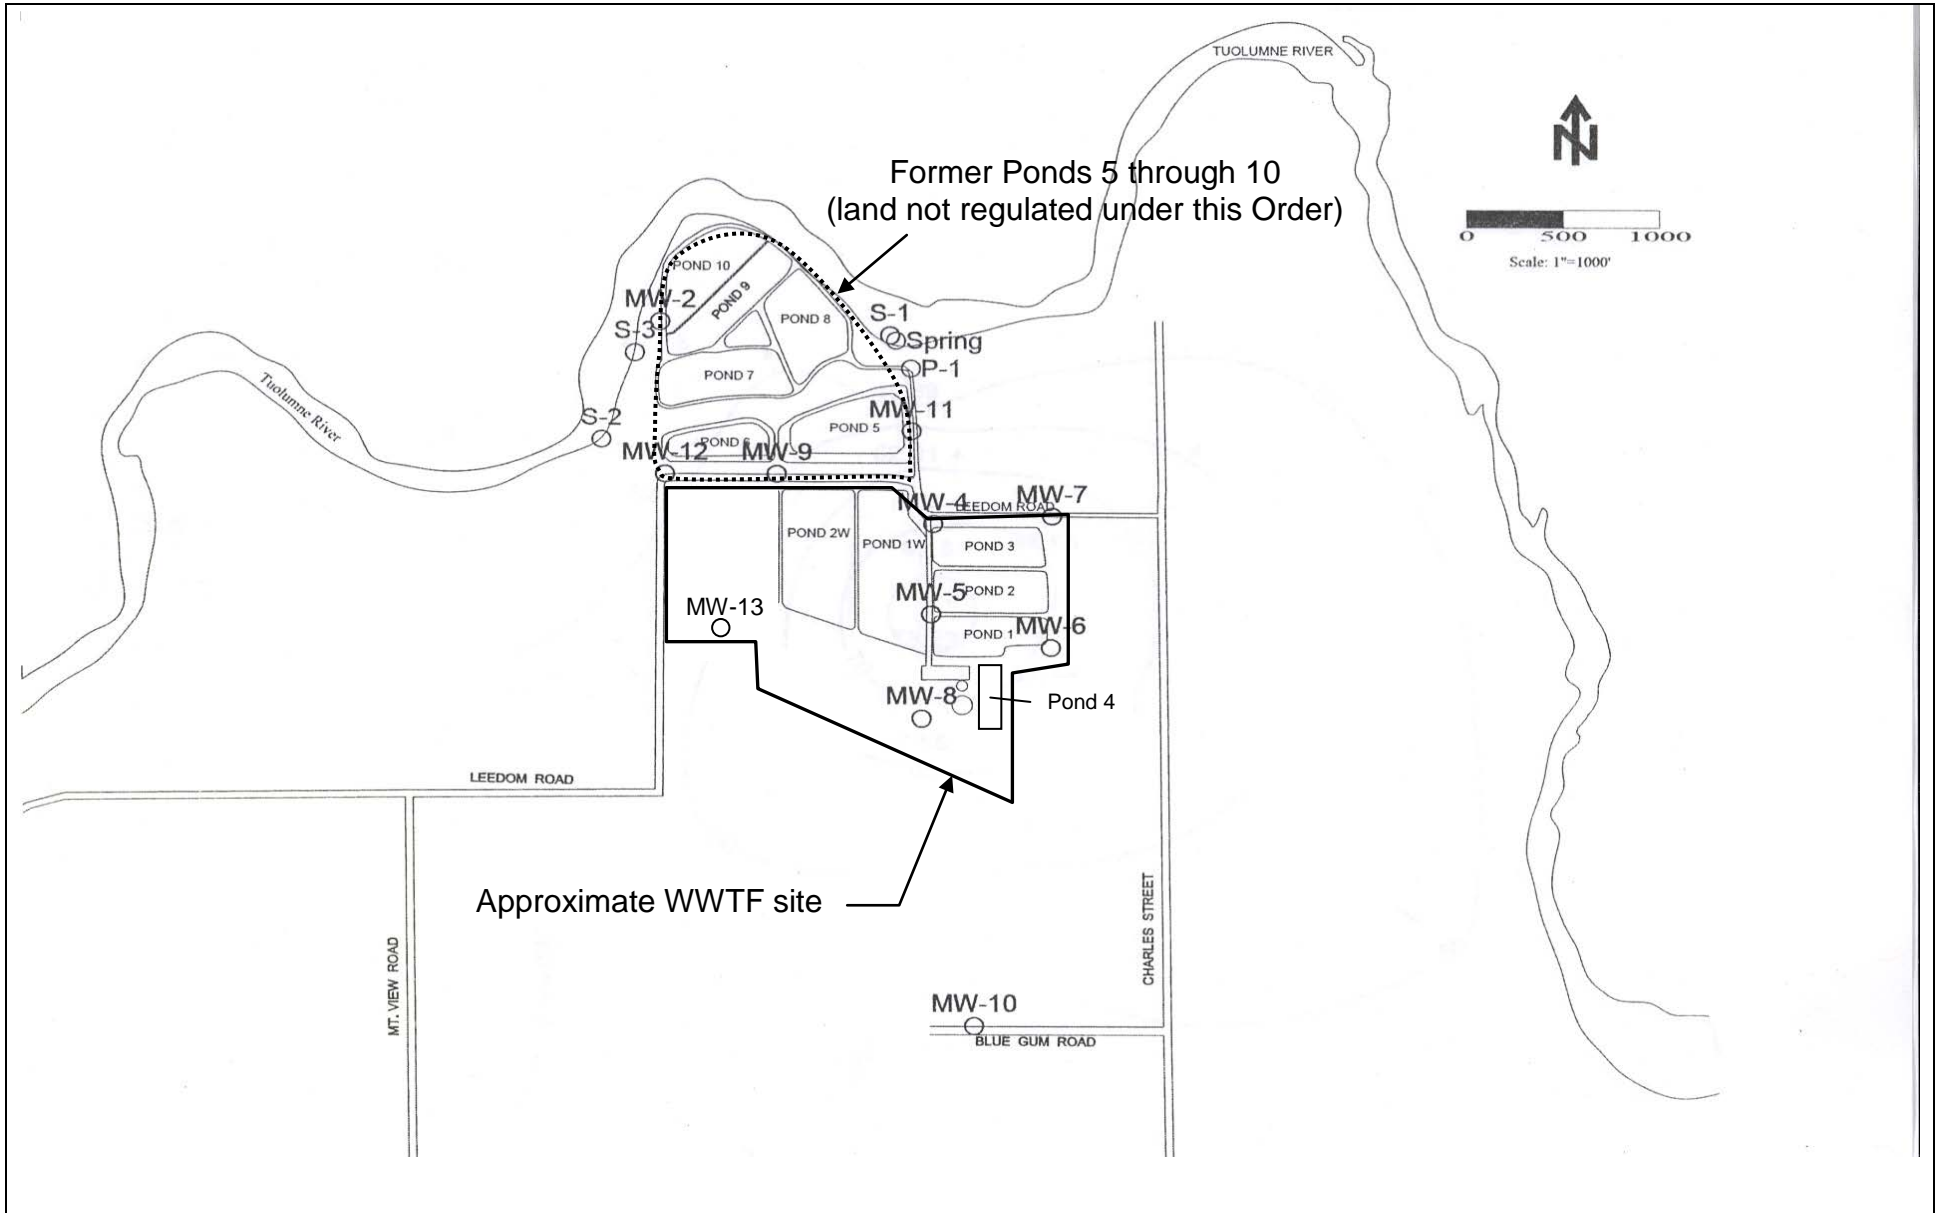 TUOLUMNE RIVER
N
Former Ponds 5 through 10
(land not regulated under this Order)
0 500 1000
Scale: 1"=1000'
POND 10
MW-2
POND 9
S-3
POND 8
S-1
Spring
P-1
POND 7
Tuolumne River
S-2
MW-11
POND 5
POND 6
MW-12
MW-9
MW-4
LEEDOM ROAD
MW-7
POND 2W
POND 1W
POND 3
MW-5
POND 2
MW-13
POND 1
MW-6
MW-8
Pond 4
LEEDOM ROAD
Approximate WWTF site
MT. VIEW ROAD
CHARLES STREET
MW-10
BLUE GUM ROAD